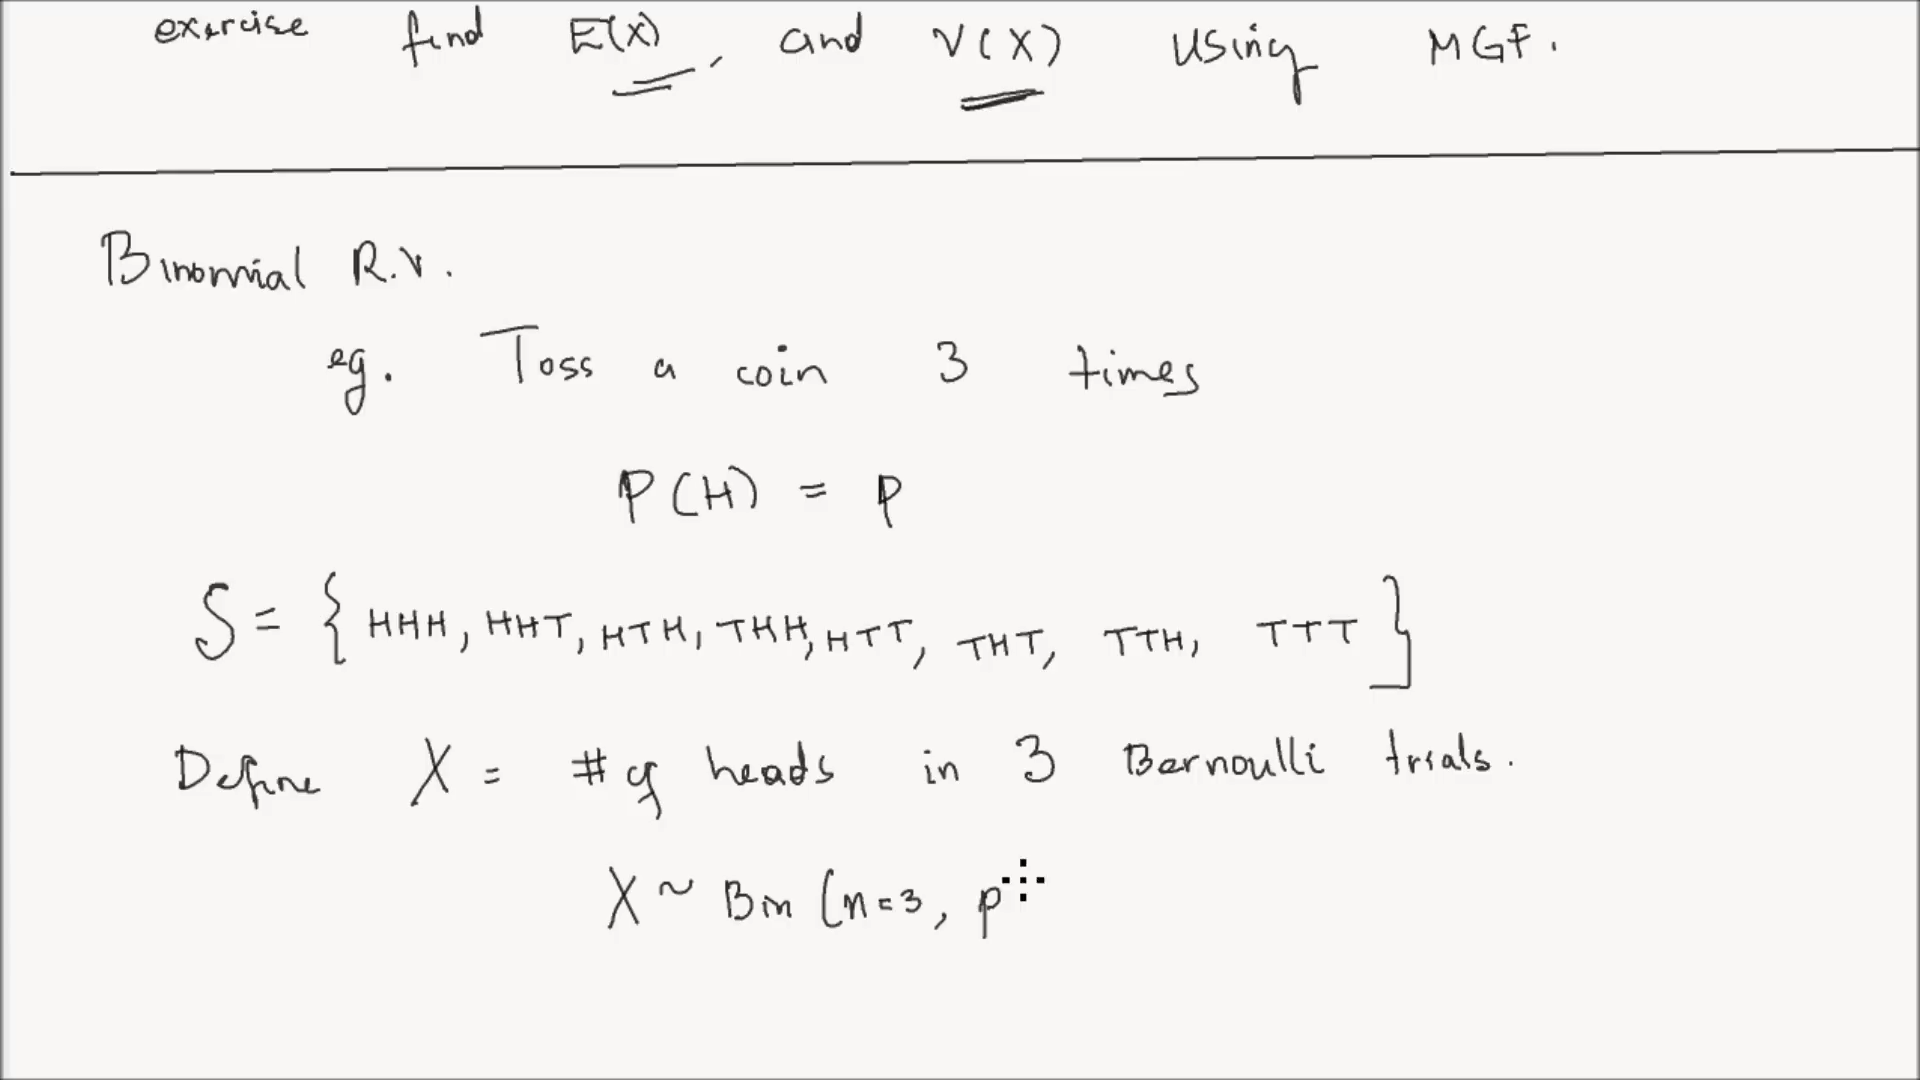 exercise find E(X), and V(X) using MGF.
Binomial R.V.
eg. Toss a coin 3 times
P(H) = p
S = { HHH, HHT, HTH, THH, HTT, THT, TTH, TTT }
Define X = # of heads in 3 Bernoulli trials.
X ~ Bin (n=3, p